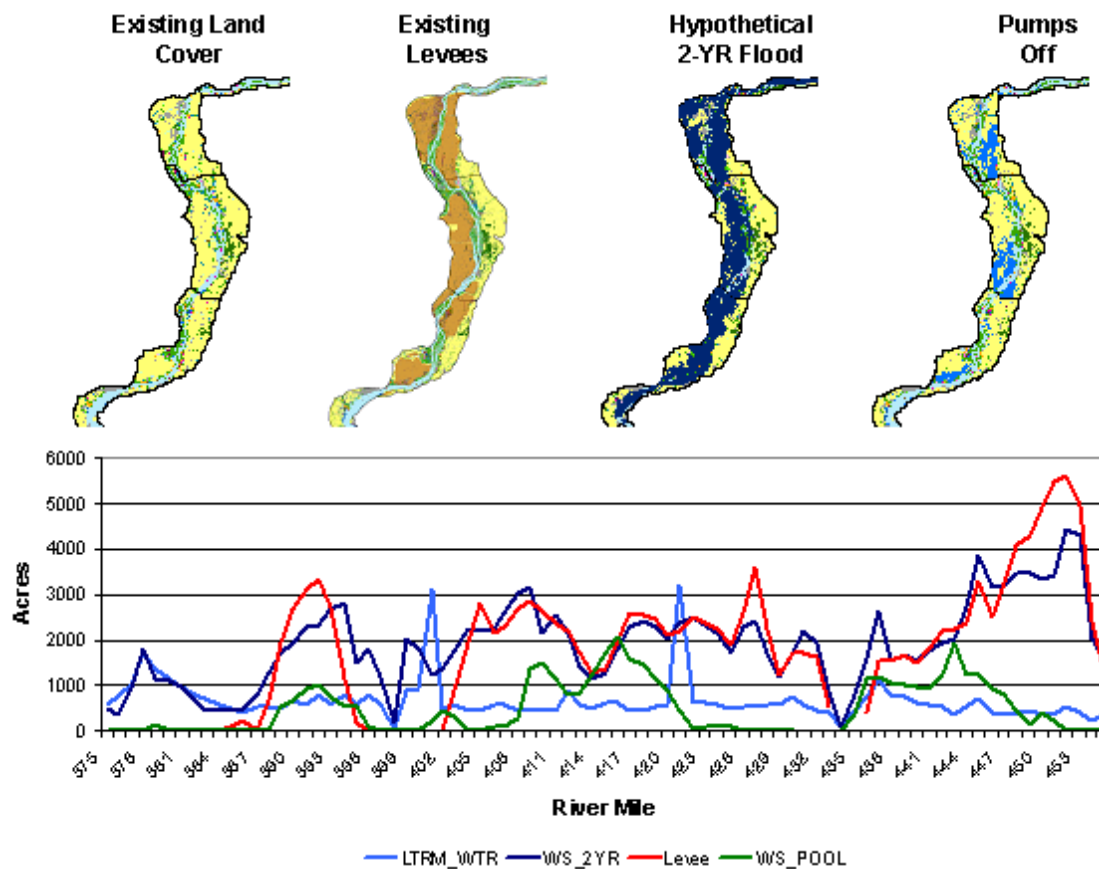 Existing Land Cover
Existing Levees
Hypothetical 2-YR Flood
Pumps Off
6000
5000
4000
3000
2000
1000
0
Acres
375 378 381 384 387 390 393 396 399 402 405 408 411 414 417 420 423 426 429 432 435 438 441 444 447 450 453
River Mile
LTRM_WTR WS_2YR Levee WS_POOL